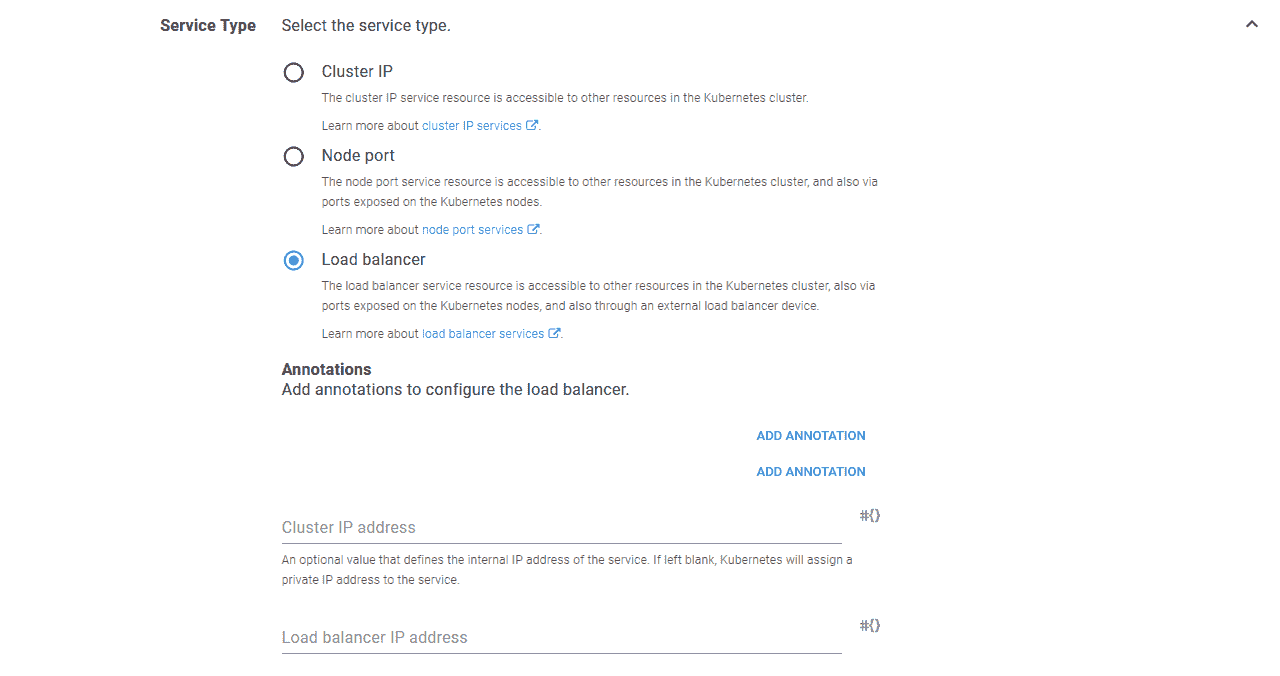 Service Type Select the service type.
Cluster IP
The cluster IP service resource is accessible to other resources in the Kubernetes cluster.
Learn more about cluster IP services.
Node port
The node port service resource is accessible to other resources in the Kubernetes cluster, and also via
ports exposed on the Kubernetes nodes.
Learn more about node port services.
Load balancer
The load balancer service resource is accessible to other resources in the Kubernetes cluster, also via
ports exposed on the Kubernetes nodes, and also through an external load balancer device.
Learn more about load balancer services.
Annotations
Add annotations to configure the load balancer.
ADD ANNOTATION
ADD ANNOTATION
Cluster IP address #{}
An optional value that defines the internal IP address of the service. If left blank, Kubernetes will assign a
private IP address to the service.
Load balancer IP address #{}